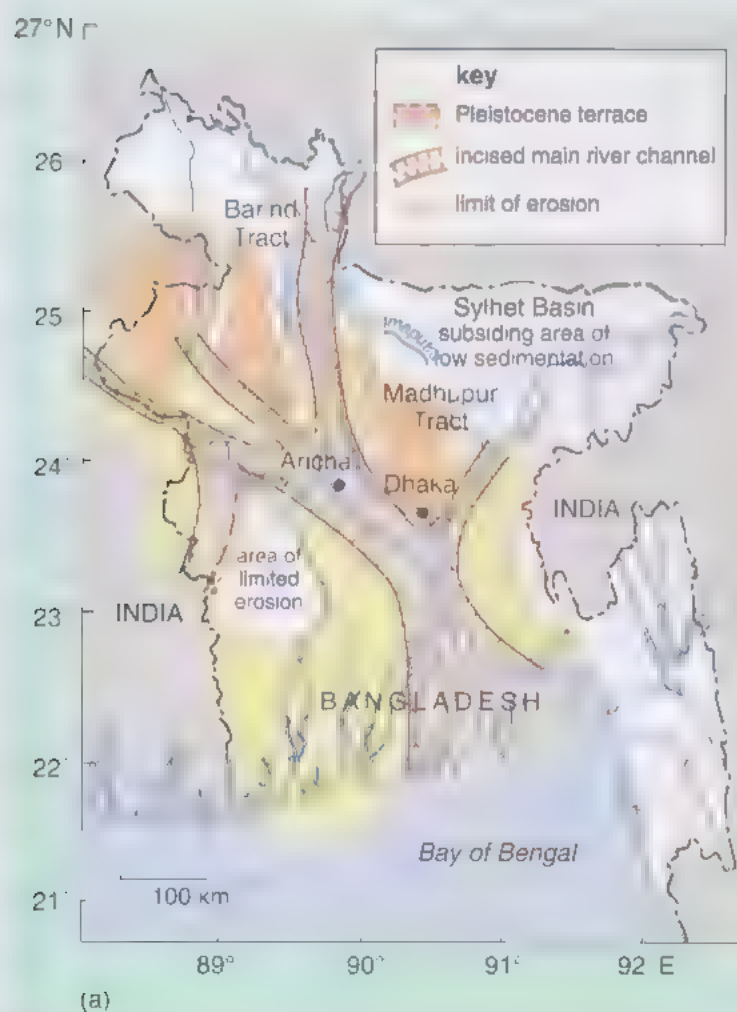 27°N
key
Pleistocene terrace
incised main river channel
limit of erosion
26
Barind
Tract
25
Sylhet Basin
subsiding area of
low sedimentation
Madhupur
Tract
24
Aricha
Dhaka
INDIA
area of
limited
erosion
23
INDIA
BANGLADESH
22
Bay of Bengal
100 km
21
89°
90°
91°
92 E
(a)